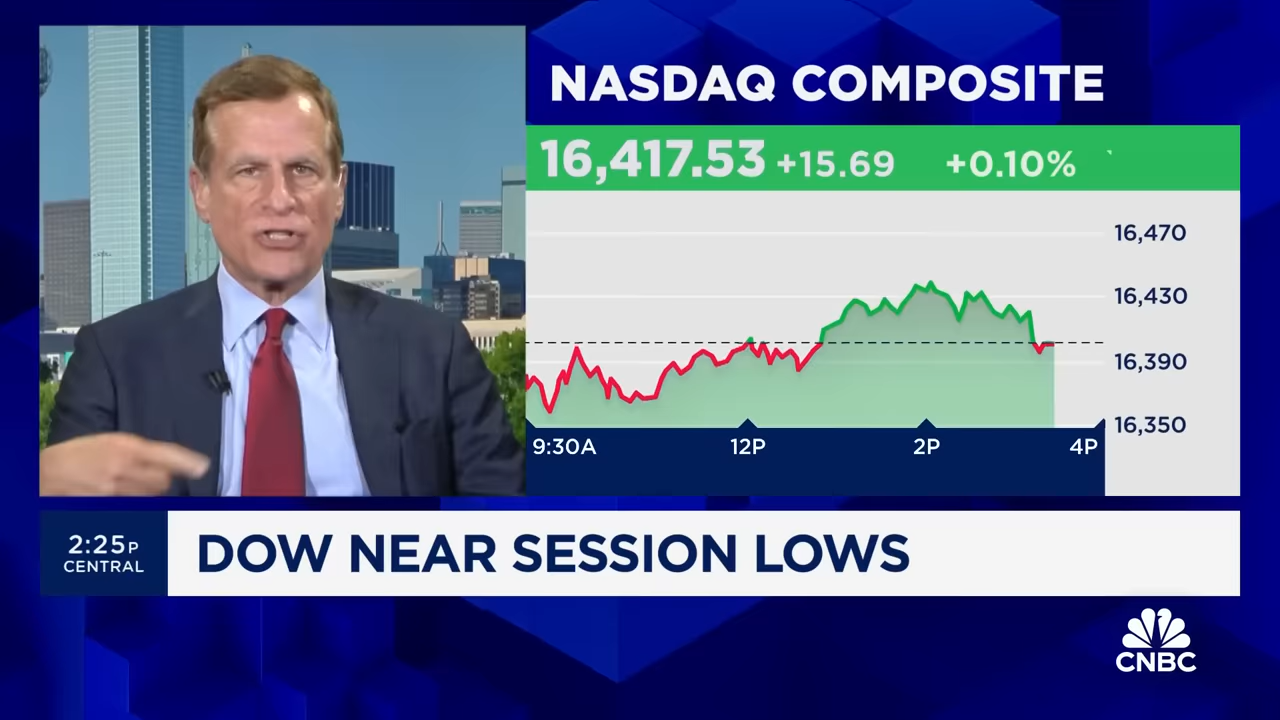 NASDAQ COMPOSITE
16,417.53 +15.69 +0.10%
16,470
16,430
16,390
16,350
9:30A 12P 2P 4P
2:25P
CENTRAL
DOW NEAR SESSION LOWS
CNBC